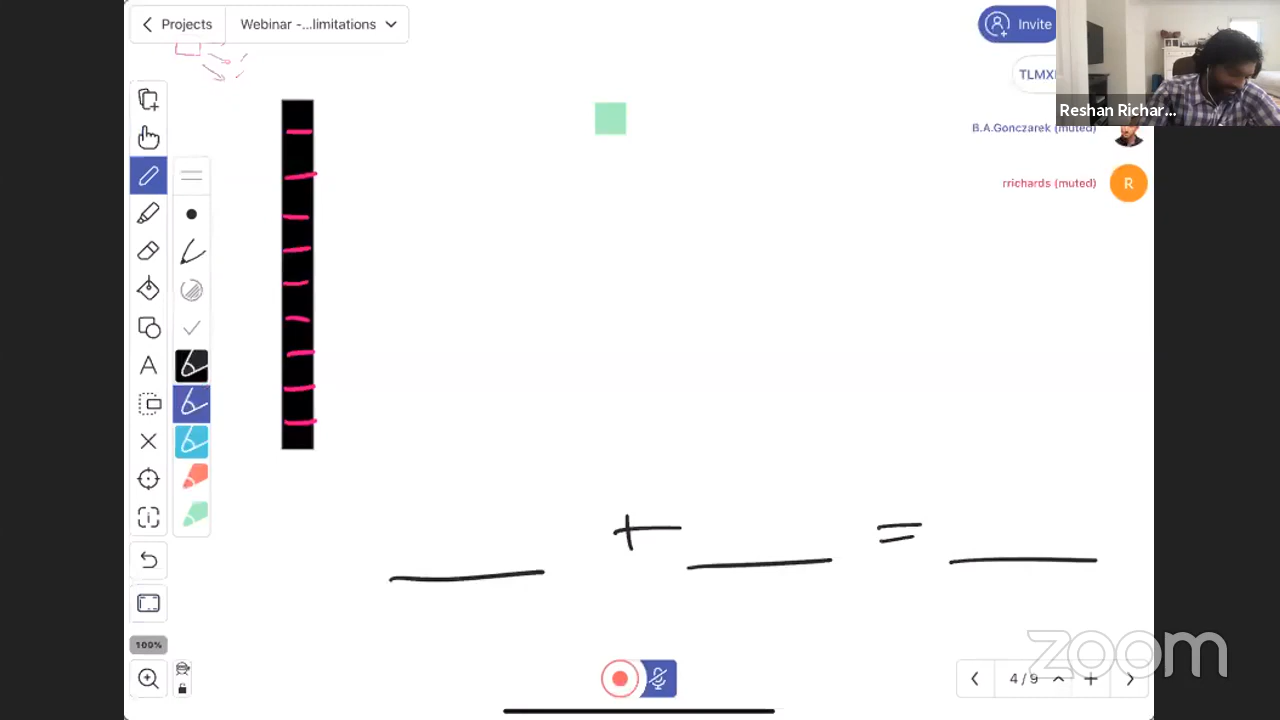 Projects
Webinar -...limitations
Invite
TLMX
Reshan Richar...
B.A.Gonczarek (muted)
rrichards (muted)
R
A
+ =
100%
4 / 9
zoom